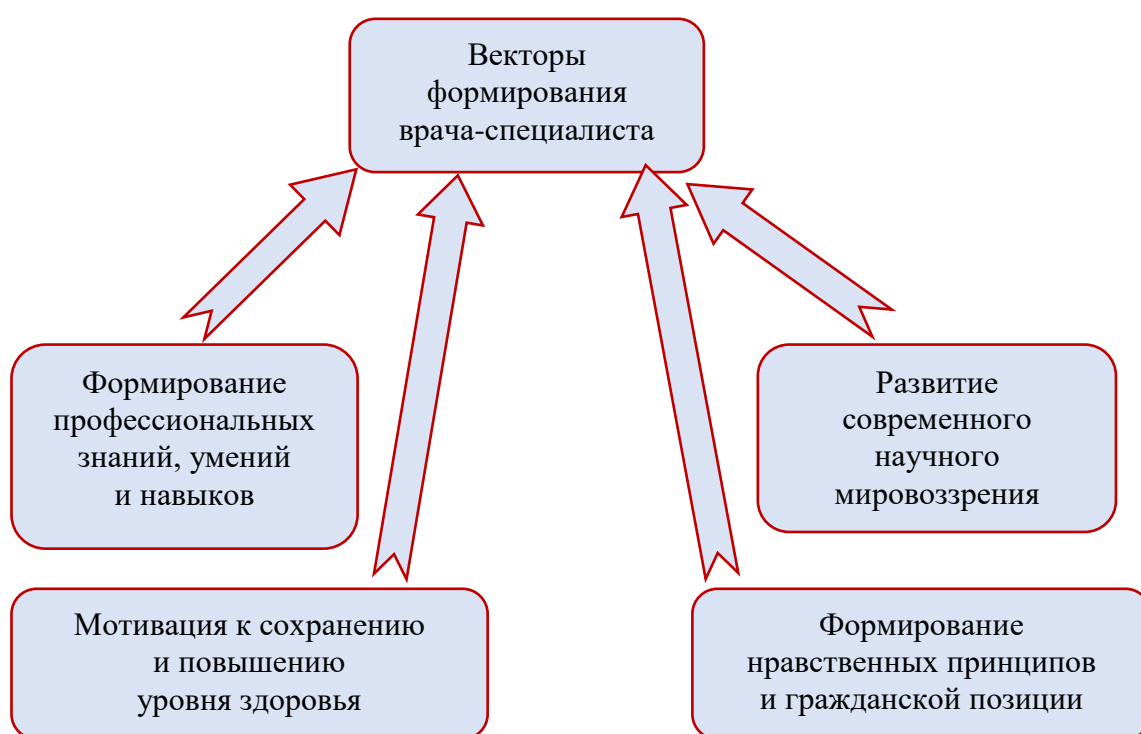 Векторы
формирования
врача-специалиста
Формирование
профессиональных
знаний, умений
и навыков
Развитие
современного
научного
мировоззрения
Мотивация к сохранению
и повышению
уровня здоровья
Формирование
нравственных принципов
и гражданской позиции